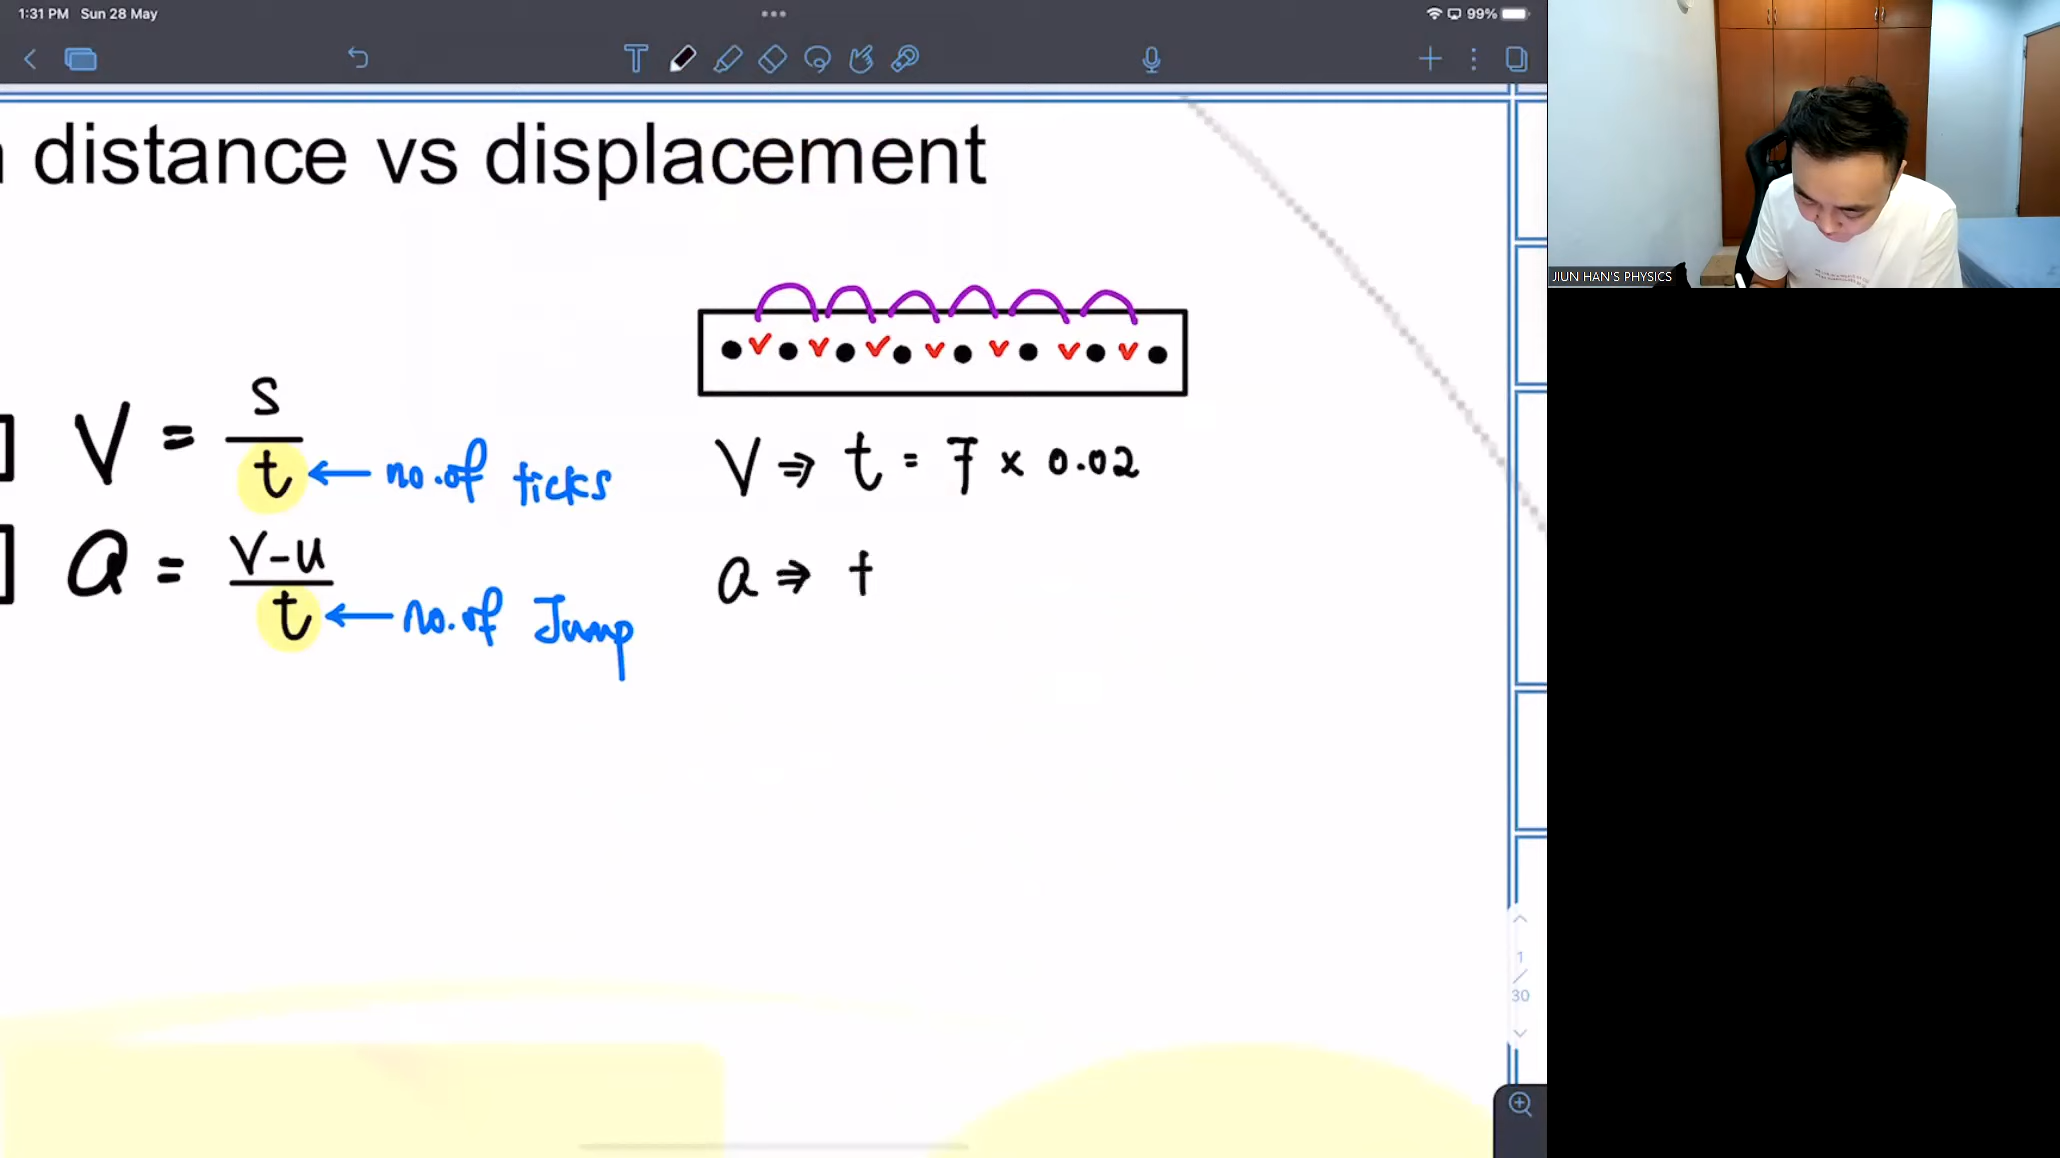 1:31 PM Sun 28 May
99%
distance vs displacement
V = s / t ← no. of ticks
V ⇒ t = 7 × 0.02
a = v - u / t ← no. of Jump
a ⇒ t
JIUN HAN'S PHYSICS
1
/
30